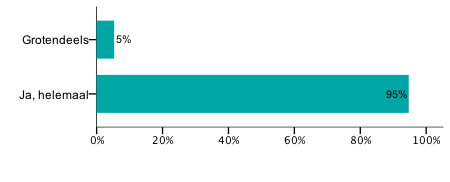 Grotendeels 5%
Ja, helemaal 95%
0% 20% 40% 60% 80% 100%